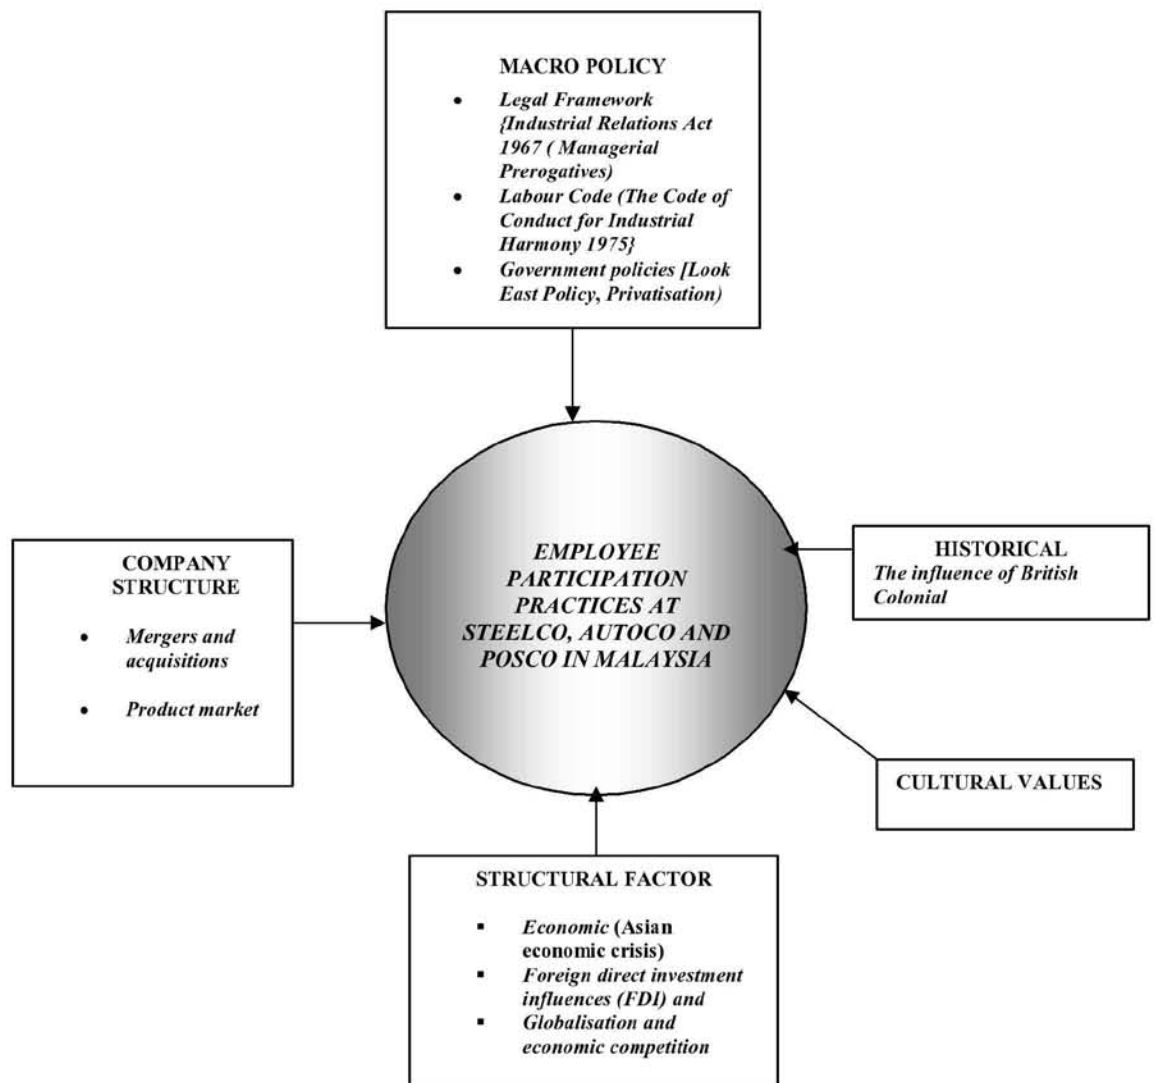 MACRO POLICY
• Legal Framework
{Industrial Relations Act
1967 ( Managerial
Prerogatives)
• Labour Code (The Code of
Conduct for Industrial
Harmony 1975}
• Government policies [Look
East Policy, Privatisation)
COMPANY
STRUCTURE
• Mergers and
acquisitions
• Product market
EMPLOYEE
PARTICIPATION
PRACTICES AT
STEELCO, AUTOCO AND
POSCO IN MALAYSIA
HISTORICAL
The influence of British
Colonial
CULTURAL VALUES
STRUCTURAL FACTOR
▪ Economic (Asian
economic crisis)
▪ Foreign direct investment
influences (FDI) and
▪ Globalisation and
economic competition